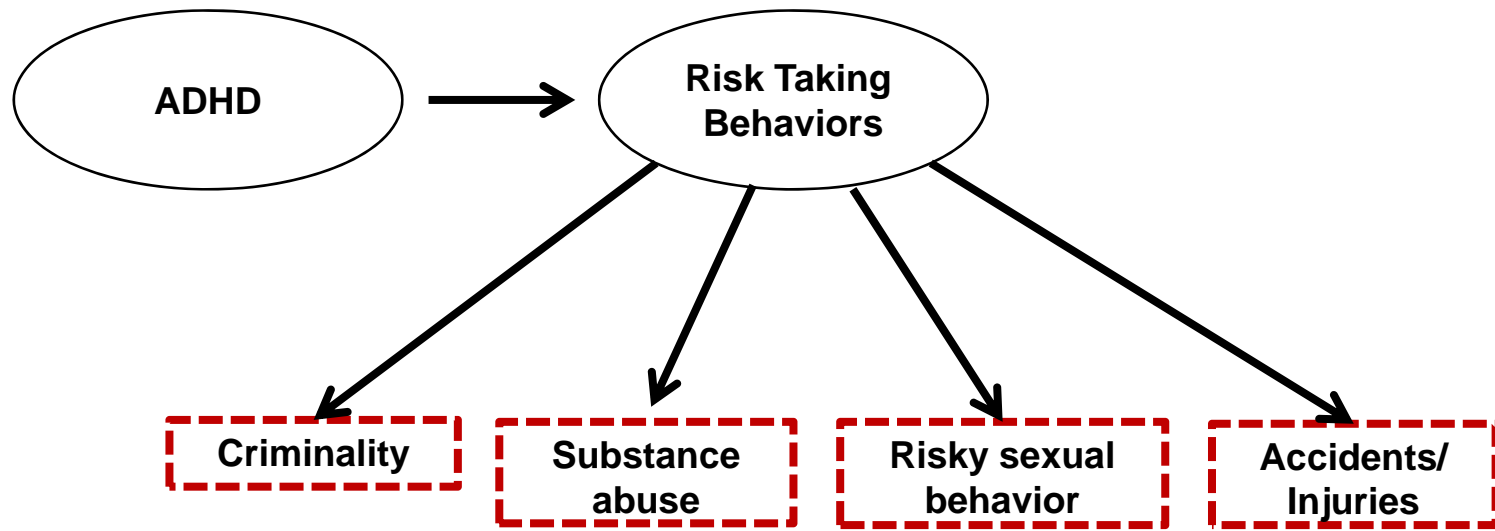 ADHD
Risk Taking
Behaviors
Criminality
Substance
abuse
Risky sexual
behavior
Accidents/
Injuries